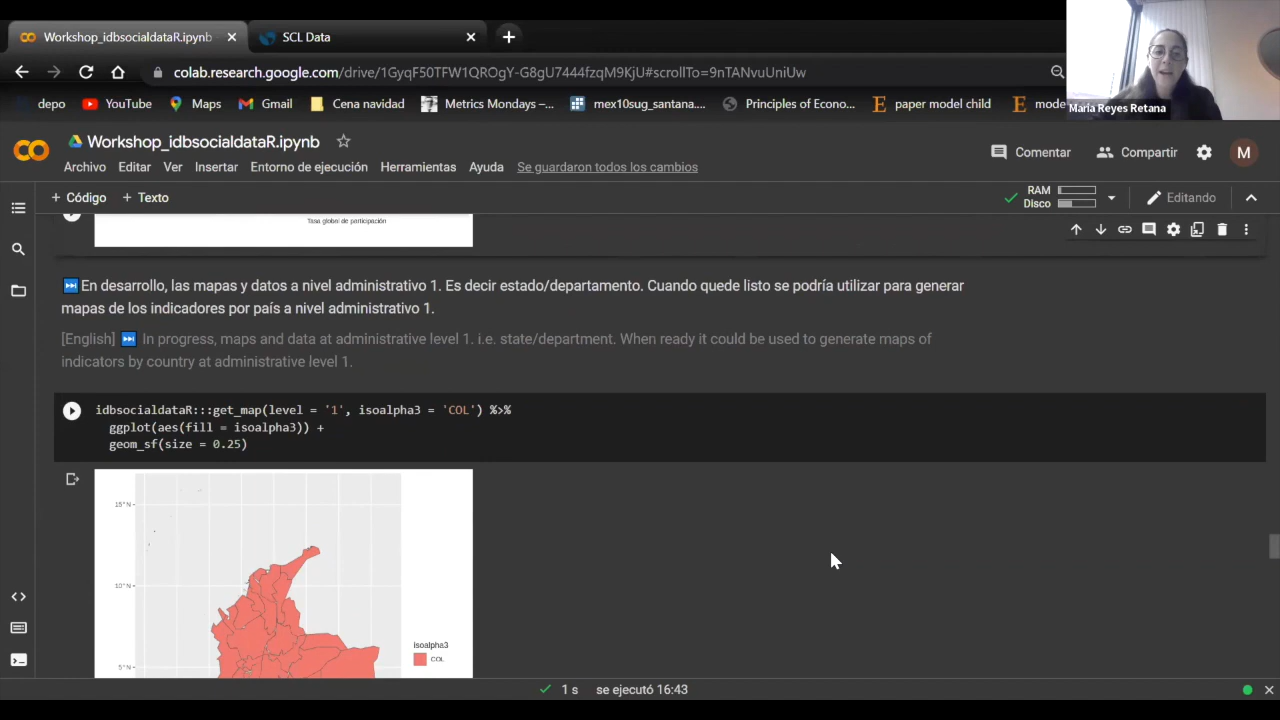 Workshop_idbsocialdataR.ipynb
SCL Data
colab.research.google.com/drive/1GyqF50TFW1QROgY-G8gU7444fzqM9KjU#scrollTo=9nTANvuUniUw
depo
YouTube
Maps
Gmail
Cena navidad
Metrics Mondays –...
mex10sug_santana....
Principles of Econo...
paper model child
mode
Maria Reyes Retana
Workshop_idbsocialdataR.ipynb
Comentar
Compartir
M
Archivo Editar Ver Insertar Entorno de ejecución Herramientas Ayuda Se guardaron todos los cambios
+ Código + Texto
RAM
Disco
Editando
Tasa global de participación
En desarrollo, las mapas y datos a nivel administrativo 1. Es decir estado/departamento. Cuando quede listo se podría utilizar para generar
mapas de los indicadores por país a nivel administrativo 1.
[English] In progress, maps and data at administrative level 1. i.e. state/department. When ready it could be used to generate maps of
indicators by country at administrative level 1.
idbsocialdataR:::get_map(level = '1', isoalpha3 = 'COL') %>%
ggplot(aes(fill = isoalpha3)) +
geom_sf(size = 0.25)
15°N
10°N
5°N
isoalpha3
COL
1 s se ejecutó 16:43